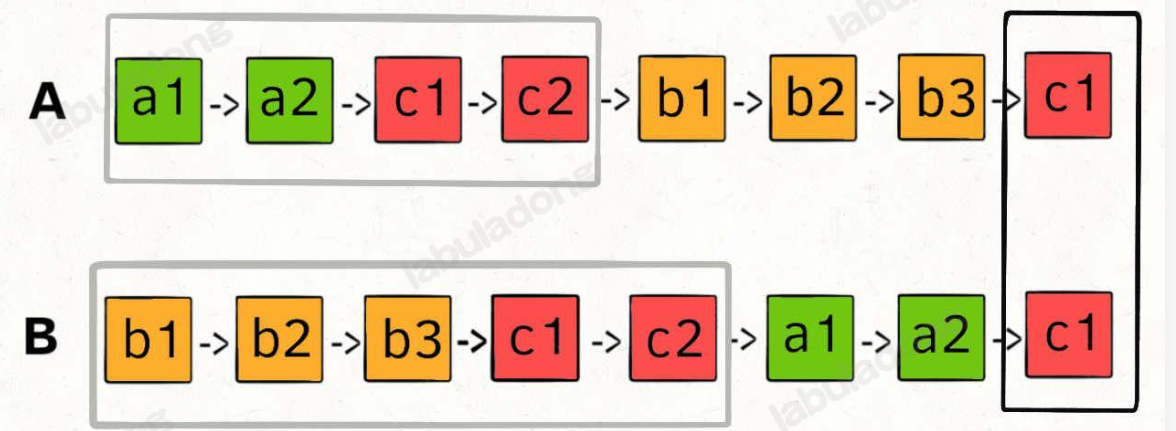 A a1 -> a2 -> c1 -> c2 -> b1 -> b2 -> b3 -> c1
B b1 -> b2 -> b3 -> c1 -> c2 -> a1 -> a2 -> c1
labuladong